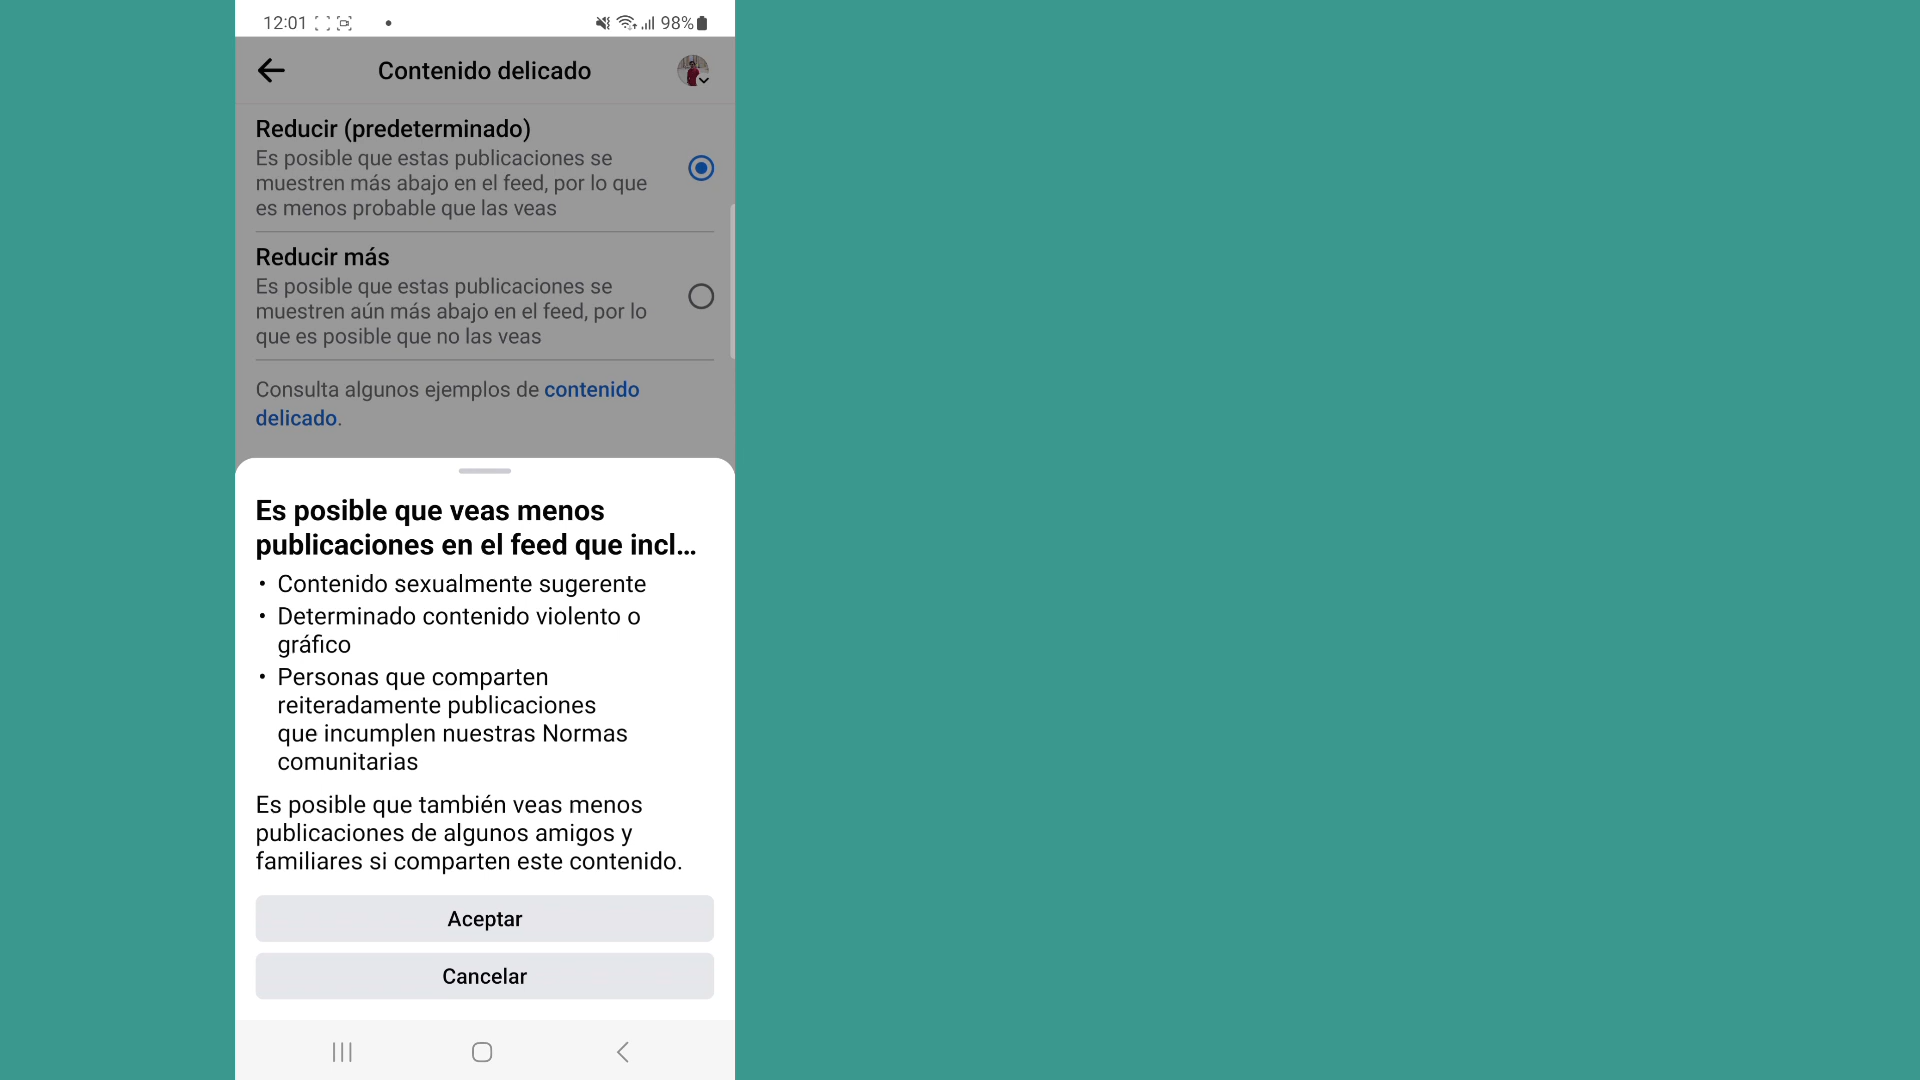 12:01 98%
Contenido delicado
Reducir (predeterminado)
Es posible que estas publicaciones se
muestren más abajo en el feed, por lo que
es menos probable que las veas
Reducir más
Es posible que estas publicaciones se
muestren aún más abajo en el feed, por lo
que es posible que no las veas
Consulta algunos ejemplos de contenido
delicado.
Es posible que veas menos
publicaciones en el feed que incl...
• Contenido sexualmente sugerente
• Determinado contenido violento o
gráfico
• Personas que comparten
reiteradamente publicaciones
que incumplen nuestras Normas
comunitarias
Es posible que también veas menos
publicaciones de algunos amigos y
familiares si comparten este contenido.
Aceptar
Cancelar